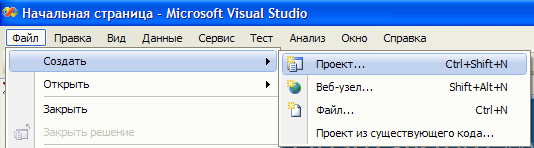 Начальная страница - Microsoft Visual Studio
Файл Правка Вид Данные Сервис Тест Анализ Окно Справка
Создать
Проект... Ctrl+Shift+N
Открыть
Веб-узел... Shift+Alt+N
Закрыть
Файл... Ctrl+N
Закрыть решение
Проект из существующего кода...